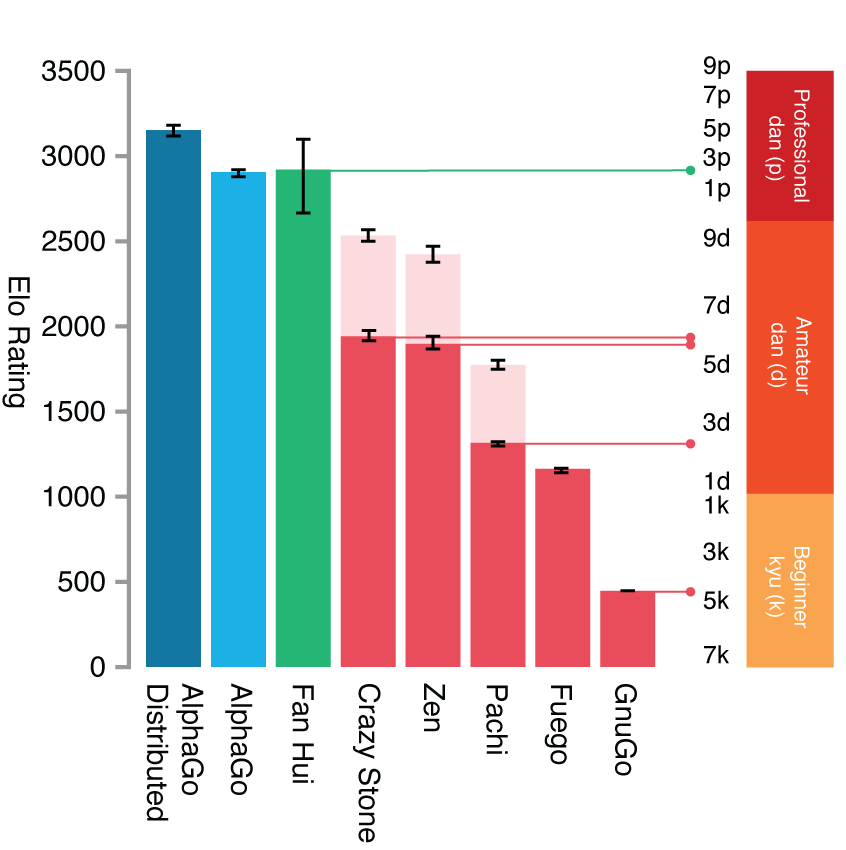 3500
3000
2500
2000
1500
1000
500
0
Elo Rating
AlphaGo
Distributed
AlphaGo
Fan Hui
Crazy Stone
Zen
Pachi
Fuego
GnuGo
9p
7p
5p
3p
1p
9d
7d
5d
3d
1d
1k
3k
5k
7k
Professional
dan (p)
Amateur
dan (d)
Beginner
kyu (k)